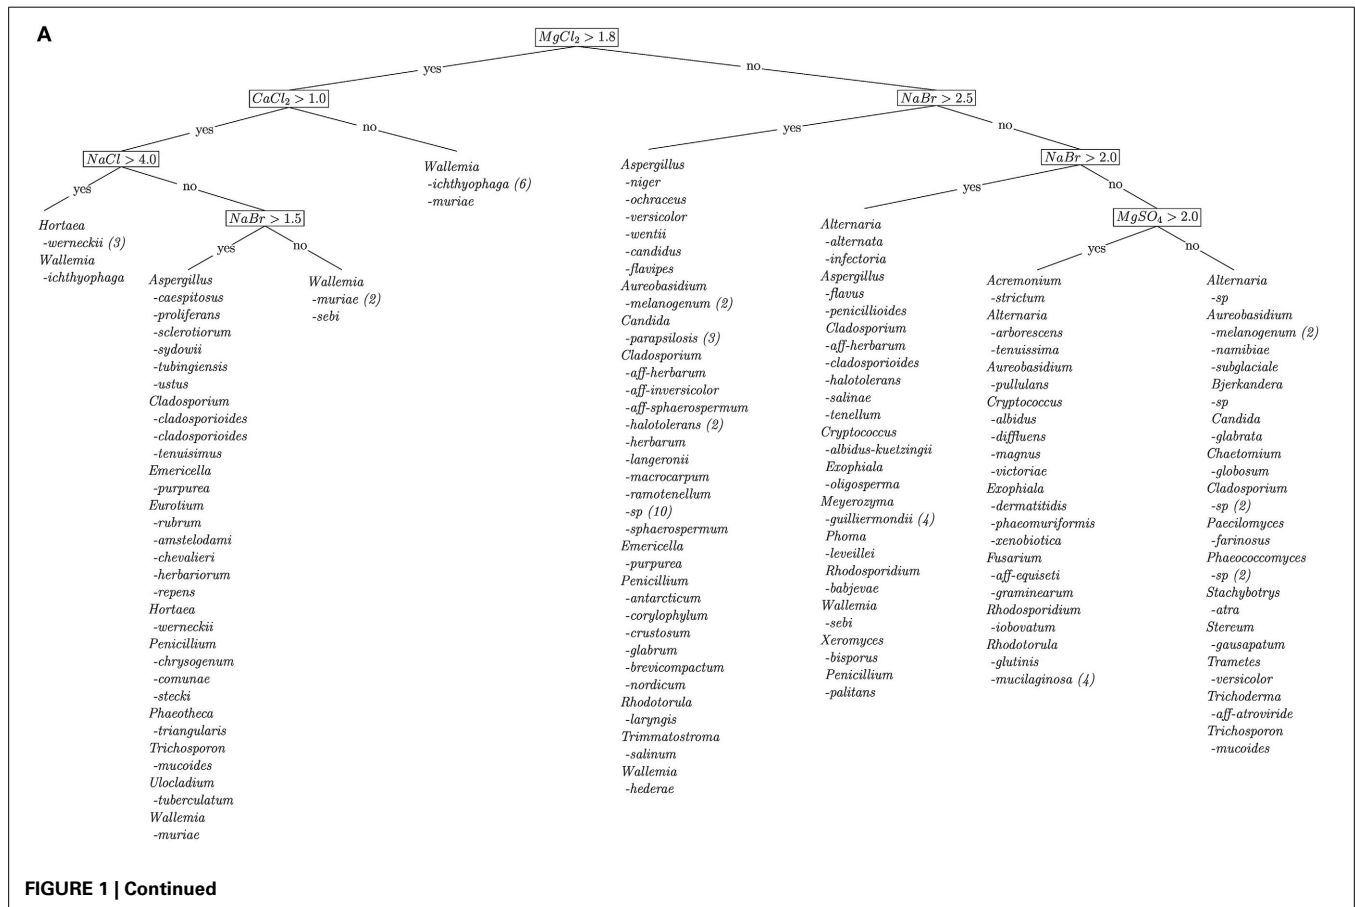 A
MgCl₂ > 1.8
yes
no
CaCl₂ > 1.0
NaBr > 2.5
yes
no
yes
no
NaCl > 4.0
NaBr > 2.0
yes
no
yes
no
NaBr > 1.5
MgSO₄ > 2.0
yes
no
yes
no
Hortaea
-werneckii (3)
Wallemia
-ichthyophaga
Aspergillus
-caespitosus
-proliferans
-sclerotiorum
-sydowii
-tubingiensis
-ustus
Cladosporium
-cladosporioides
-cladosporioides
-tenuisimus
Emericella
-purpurea
Eurotium
-rubrum
-amstelodami
-chevalieri
-herbariorum
-repens
Hortaea
-werneckii
Penicillium
-chrysogenum
-comunae
-stecki
Phaeotheca
-triangularis
Trichosporon
-mucoides
Ulocladium
-tuberculatum
Wallemia
-muriae
Wallemia
-muriae (2)
-sebi
Wallemia
-ichthyophaga (6)
-muriae
Aspergillus
-niger
-ochraceus
-versicolor
-wentii
-candidus
-flavipes
Aureobasidium
-melanogenum (2)
Candida
-parapsilosis (3)
Cladosporium
-aff-herbarum
-aff-inversicolor
-aff-sphaerospermum
-halotolerans (2)
-herbarum
-langeronii
-macrocarpum
-ramotenellum
-sp (10)
-sphaerospermum
Emericella
-purpurea
Penicillium
-antarcticum
-corylophylum
-crustosum
-glabrum
-brevicompactum
-nordicum
Rhodotorula
-laryngis
Trimmatostroma
-salinum
Wallemia
-hederae
Alternaria
-alternata
-infectoria
Aspergillus
-flavus
-penicillioides
Cladosporium
-aff-herbarum
-cladosporioides
-halotolerans
-salinae
-tenellum
Cryptococcus
-albidus-kuetzingii
Exophiala
-oligosperma
Meyerozyma
-guilliermondii (4)
Phoma
-leveillei
Rhodosporidium
-babjevae
Wallemia
-sebi
Xeromyces
-bisporus
Penicillium
-palitans
Acremonium
-strictum
Alternaria
-arborescens
-tenuissima
Aureobasidium
-pullulans
Cryptococcus
-albidus
-diffluens
-magnus
-victoriae
Exophiala
-dermatitidis
-phaeomuriformis
-xenobiotica
Fusarium
-aff-equiseti
-graminearum
Rhodosporidium
-iobovatum
Rhodotorula
-glutinis
-mucilaginosa (4)
Alternaria
-sp
Aureobasidium
-melanogenum (2)
-namibiae
-subglaciale
Bjerkandera
-sp
Candida
-glabrata
Chaetomium
-globosum
Cladosporium
-sp (2)
Paecilomyces
-farinosus
Phaeococcomyces
-sp (2)
Stachybotrys
-atra
Stereum
-gausapatum
Trametes
-versicolor
Trichoderma
-aff-atroviride
Trichosporon
-mucoides
FIGURE 1 | Continued